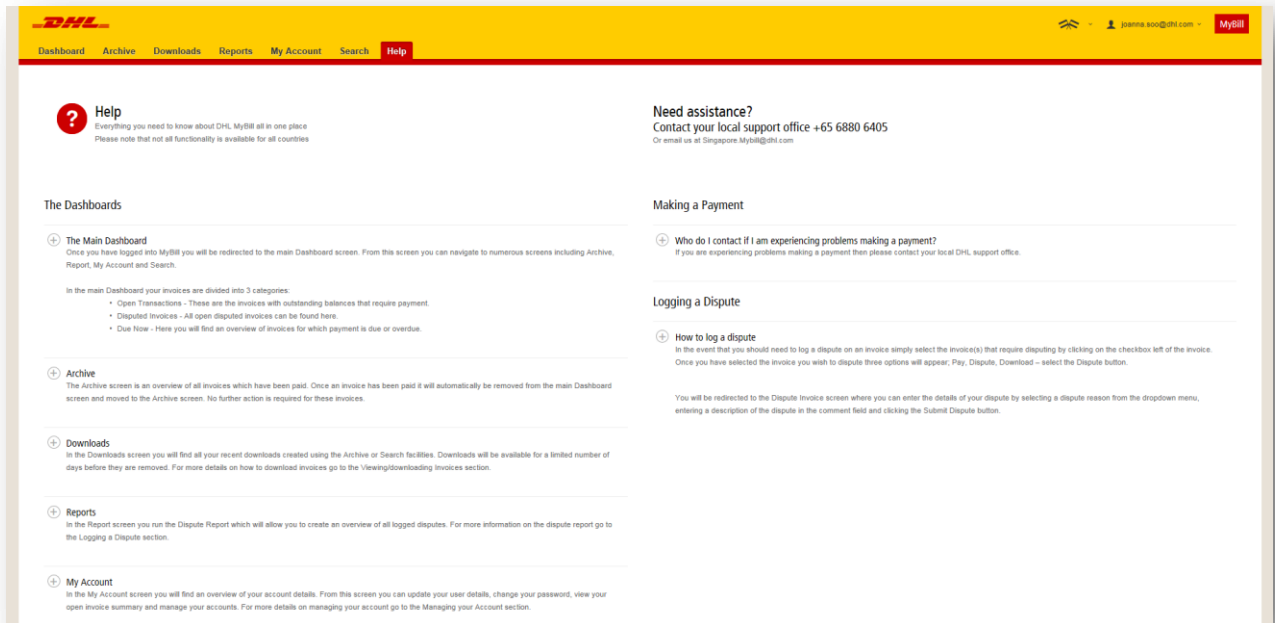 DHL
joanna.soo@dhl.com
MyBill
Dashboard Archive Downloads Reports My Account Search Help
?
Help
Everything you need to know about DHL MyBill all in one place
Please note that not all functionality is available for all countries
Need assistance?
Contact your local support office +65 6880 6405
Or email us at Singapore.Mybill@dhl.com
The Dashboards
The Main Dashboard
Once you have logged into MyBill you will be redirected to the main Dashboard screen. From this screen you can navigate to numerous screens including Archive,
Report, My Account and Search.
In the main Dashboard your invoices are divided into 3 categories:
• Open Transactions - These are the invoices with outstanding balances that require payment.
• Disputed Invoices - All open disputed invoices can be found here.
• Due Now - Here you will find an overview of invoices for which payment is due or overdue.
Archive
The Archive screen is an overview of all invoices which have been paid. Once an invoice has been paid it will automatically be removed from the main Dashboard
screen and moved to the Archive screen. No further action is required for these invoices.
Downloads
In the Downloads screen you will find all your recent downloads created using the Archive or Search facilities. Downloads will be available for a limited number of
days before they are removed. For more details on how to download invoices go to the Viewing/downloading Invoices section.
Reports
In the Report screen you run the Dispute Report which will allow you to create an overview of all logged disputes. For more information on the dispute report go to
the Logging a Dispute section.
My Account
In the My Account screen you will find an overview of your account details. From this screen you can update your user details, change your password, view your
open invoice summary and manage your accounts. For more details on managing your account go to the Managing your Account section.
Making a Payment
Who do I contact if I am experiencing problems making a payment?
If you are experiencing problems making a payment then please contact your local DHL support office.
Logging a Dispute
How to log a dispute
In the event that you should need to log a dispute on an invoice simply select the invoice(s) that require disputing by clicking on the checkbox left of the invoice.
Once you have selected the invoice you wish to dispute three options will appear; Pay, Dispute, Download – select the Dispute button.
You will be redirected to the Dispute Invoice screen where you can enter the details of your dispute by selecting a dispute reason from the dropdown menu,
entering a description of the dispute in the comment field and clicking the Submit Dispute button.